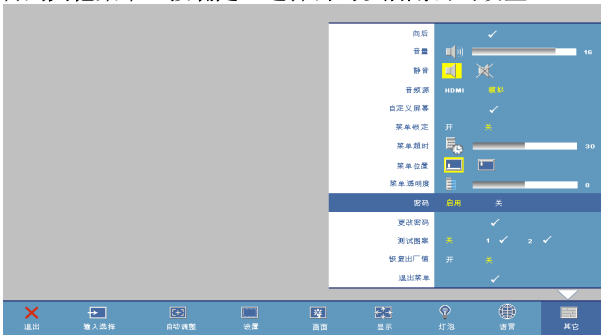 向后
音量 16
静音
音频源 HDMI 模拟
自定义屏幕
菜单锁定 开 关
菜单超时 30
菜单位置
菜单透明度 0
密码 启用 关
更改密码
测试图案 关 1 2
恢复出厂值 开 关
退出菜单
退出 输入选择 自动调整 设置 画面 显示 灯泡 语言 其它